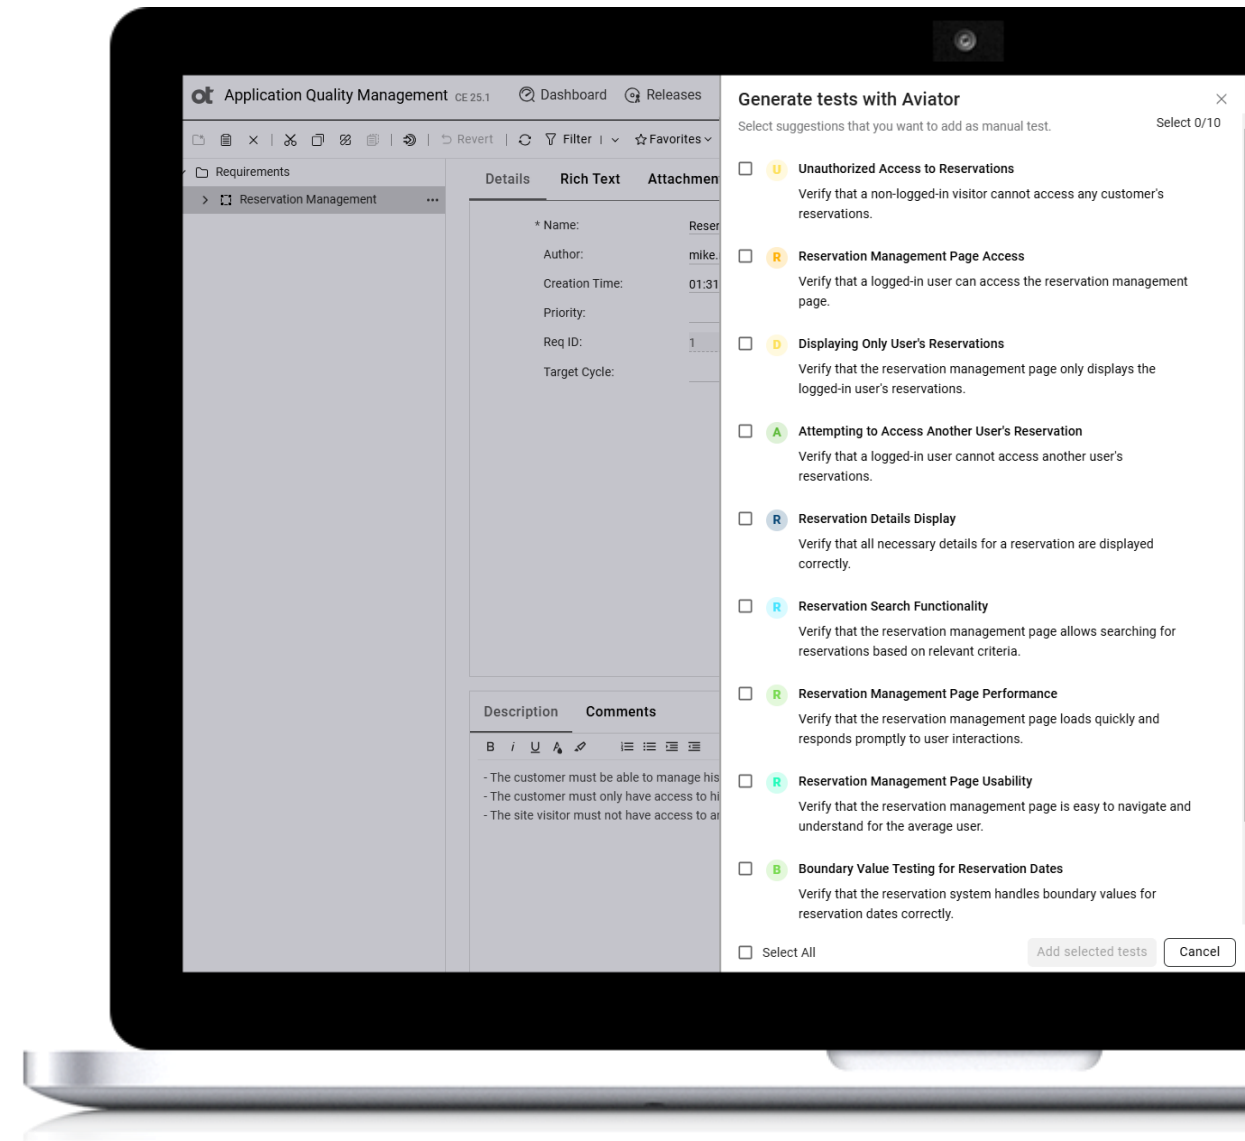 ot Application Quality Management CE 25.1 Dashboard Releases
Revert Filter Favorites
Requirements
Reservation Management
Details Rich Text Attachmen
* Name: Reser
Author: mike.
Creation Time: 01:31
Priority:
Req ID: 1
Target Cycle:
Description Comments
B i U A
- The customer must be able to manage his
- The customer must only have access to hi
- The site visitor must not have access to ar
Generate tests with Aviator
Select suggestions that you want to add as manual test.
Select 0/10
U Unauthorized Access to Reservations
Verify that a non-logged-in visitor cannot access any customer's
reservations.
R Reservation Management Page Access
Verify that a logged-in user can access the reservation management
page.
D Displaying Only User's Reservations
Verify that the reservation management page only displays the
logged-in user's reservations.
A Attempting to Access Another User's Reservation
Verify that a logged-in user cannot access another user's
reservations.
R Reservation Details Display
Verify that all necessary details for a reservation are displayed
correctly.
R Reservation Search Functionality
Verify that the reservation management page allows searching for
reservations based on relevant criteria.
R Reservation Management Page Performance
Verify that the reservation management page loads quickly and
responds promptly to user interactions.
R Reservation Management Page Usability
Verify that the reservation management page is easy to navigate and
understand for the average user.
B Boundary Value Testing for Reservation Dates
Verify that the reservation system handles boundary values for
reservation dates correctly.
Select All
Add selected tests
Cancel